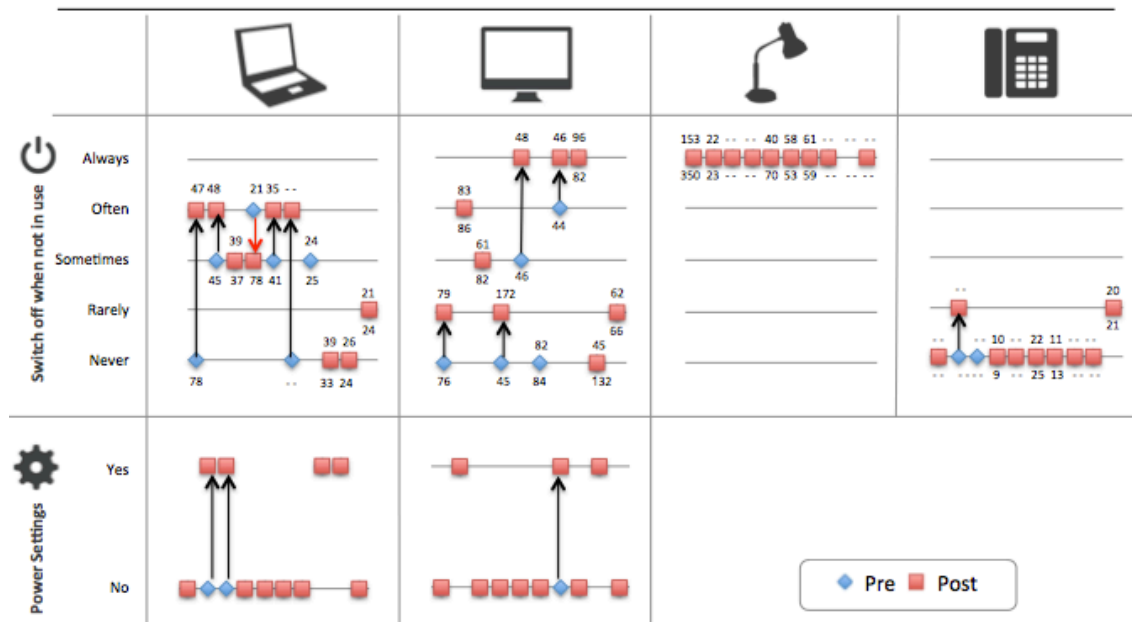 Switch off when not in use
Always
153 22 -- -- 40 58 61 -- --
48 46 96
350 23 -- -- 70 53 59 -- -- --
82
47 48 21 35 --
Often
83
86 44
39 24
61
Sometimes
45 37 78 41 25
82 46
79 172 62
21
-- 20
Rarely
24
66 21
39 26
82 45
-- -- 10 -- 22 11 -- --
Never
78 -- 33 24
76 45 84 132
-- ---- 9 -- 25 13 -- --
Power Settings
Yes
No
Pre Post